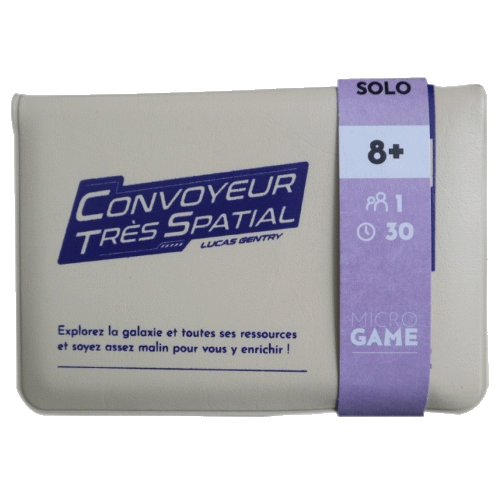 CONVOYEUR
TRÈS SPATIAL
LUCAS GENTRY
Explorez la galaxie et toutes ses ressources
et soyez assez malin pour vous y enrichir !
SOLO
8+
1
30
MICRO
GAME